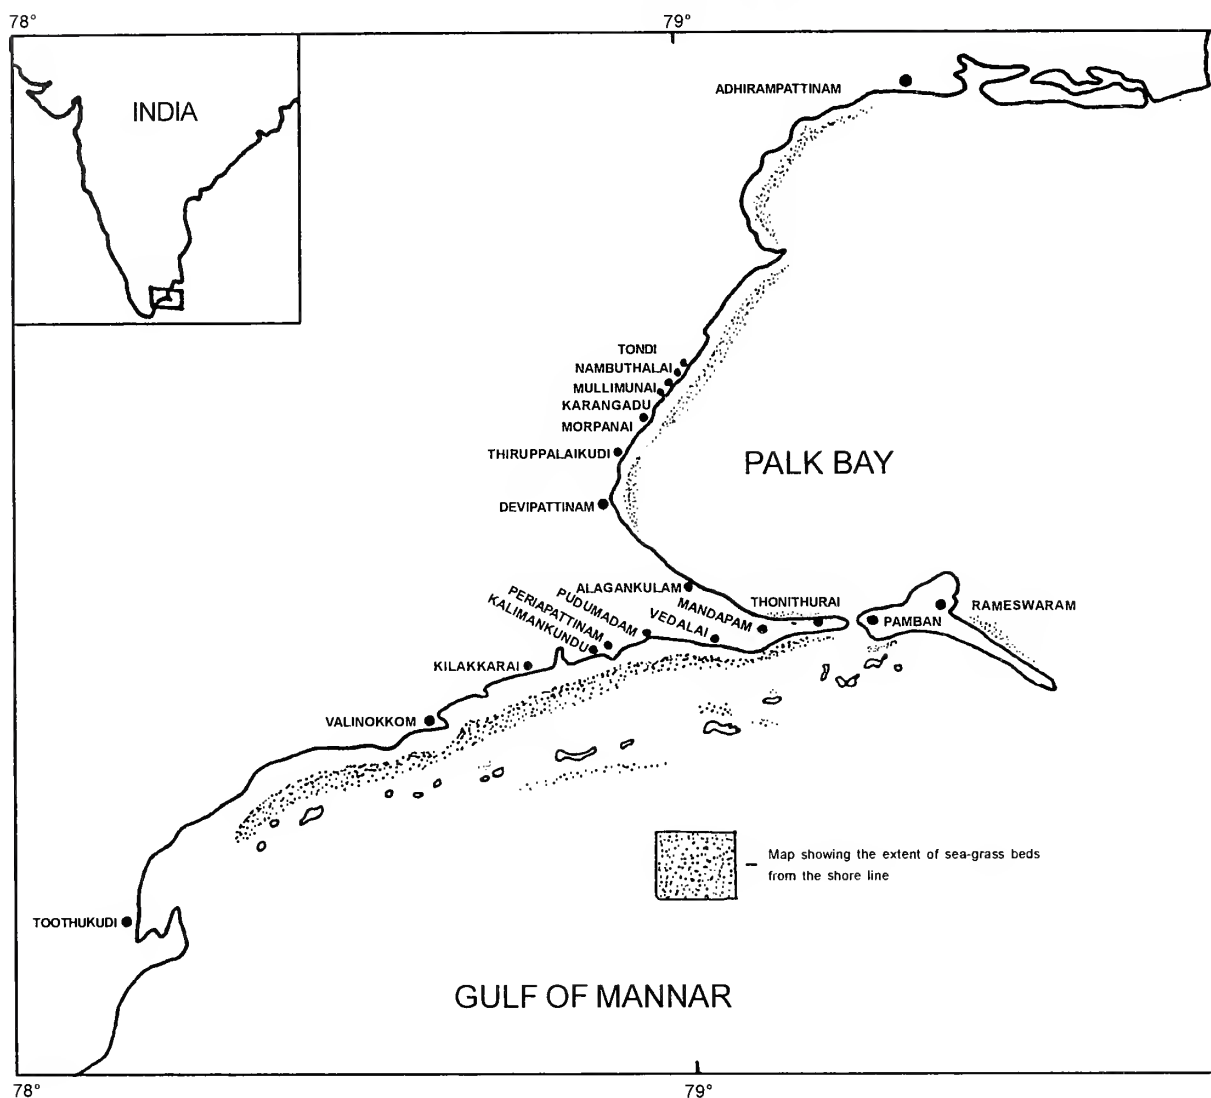 78°
79°
INDIA
ADHIRAMPATTINAM
TONDI
NAMBUTHALAI
MULLIMUNAI
KARANGADU
MORPANAI
THIRUPPALAIKUDI
PALK BAY
DEVIPATTINAM
ALAGANKULAM
MANDAPAM
VEDALAI
THONITHURAI
PAMBAN
RAMESWARAM
PUDUMADAM
PERIAPATTINAM
KALIMANKUNDU
KILAKKARAI
VALINOKKOM
Map showing the extent of sea-grass beds
from the shore line
TOOTHUKUDI
GULF OF MANNAR
78°
79°